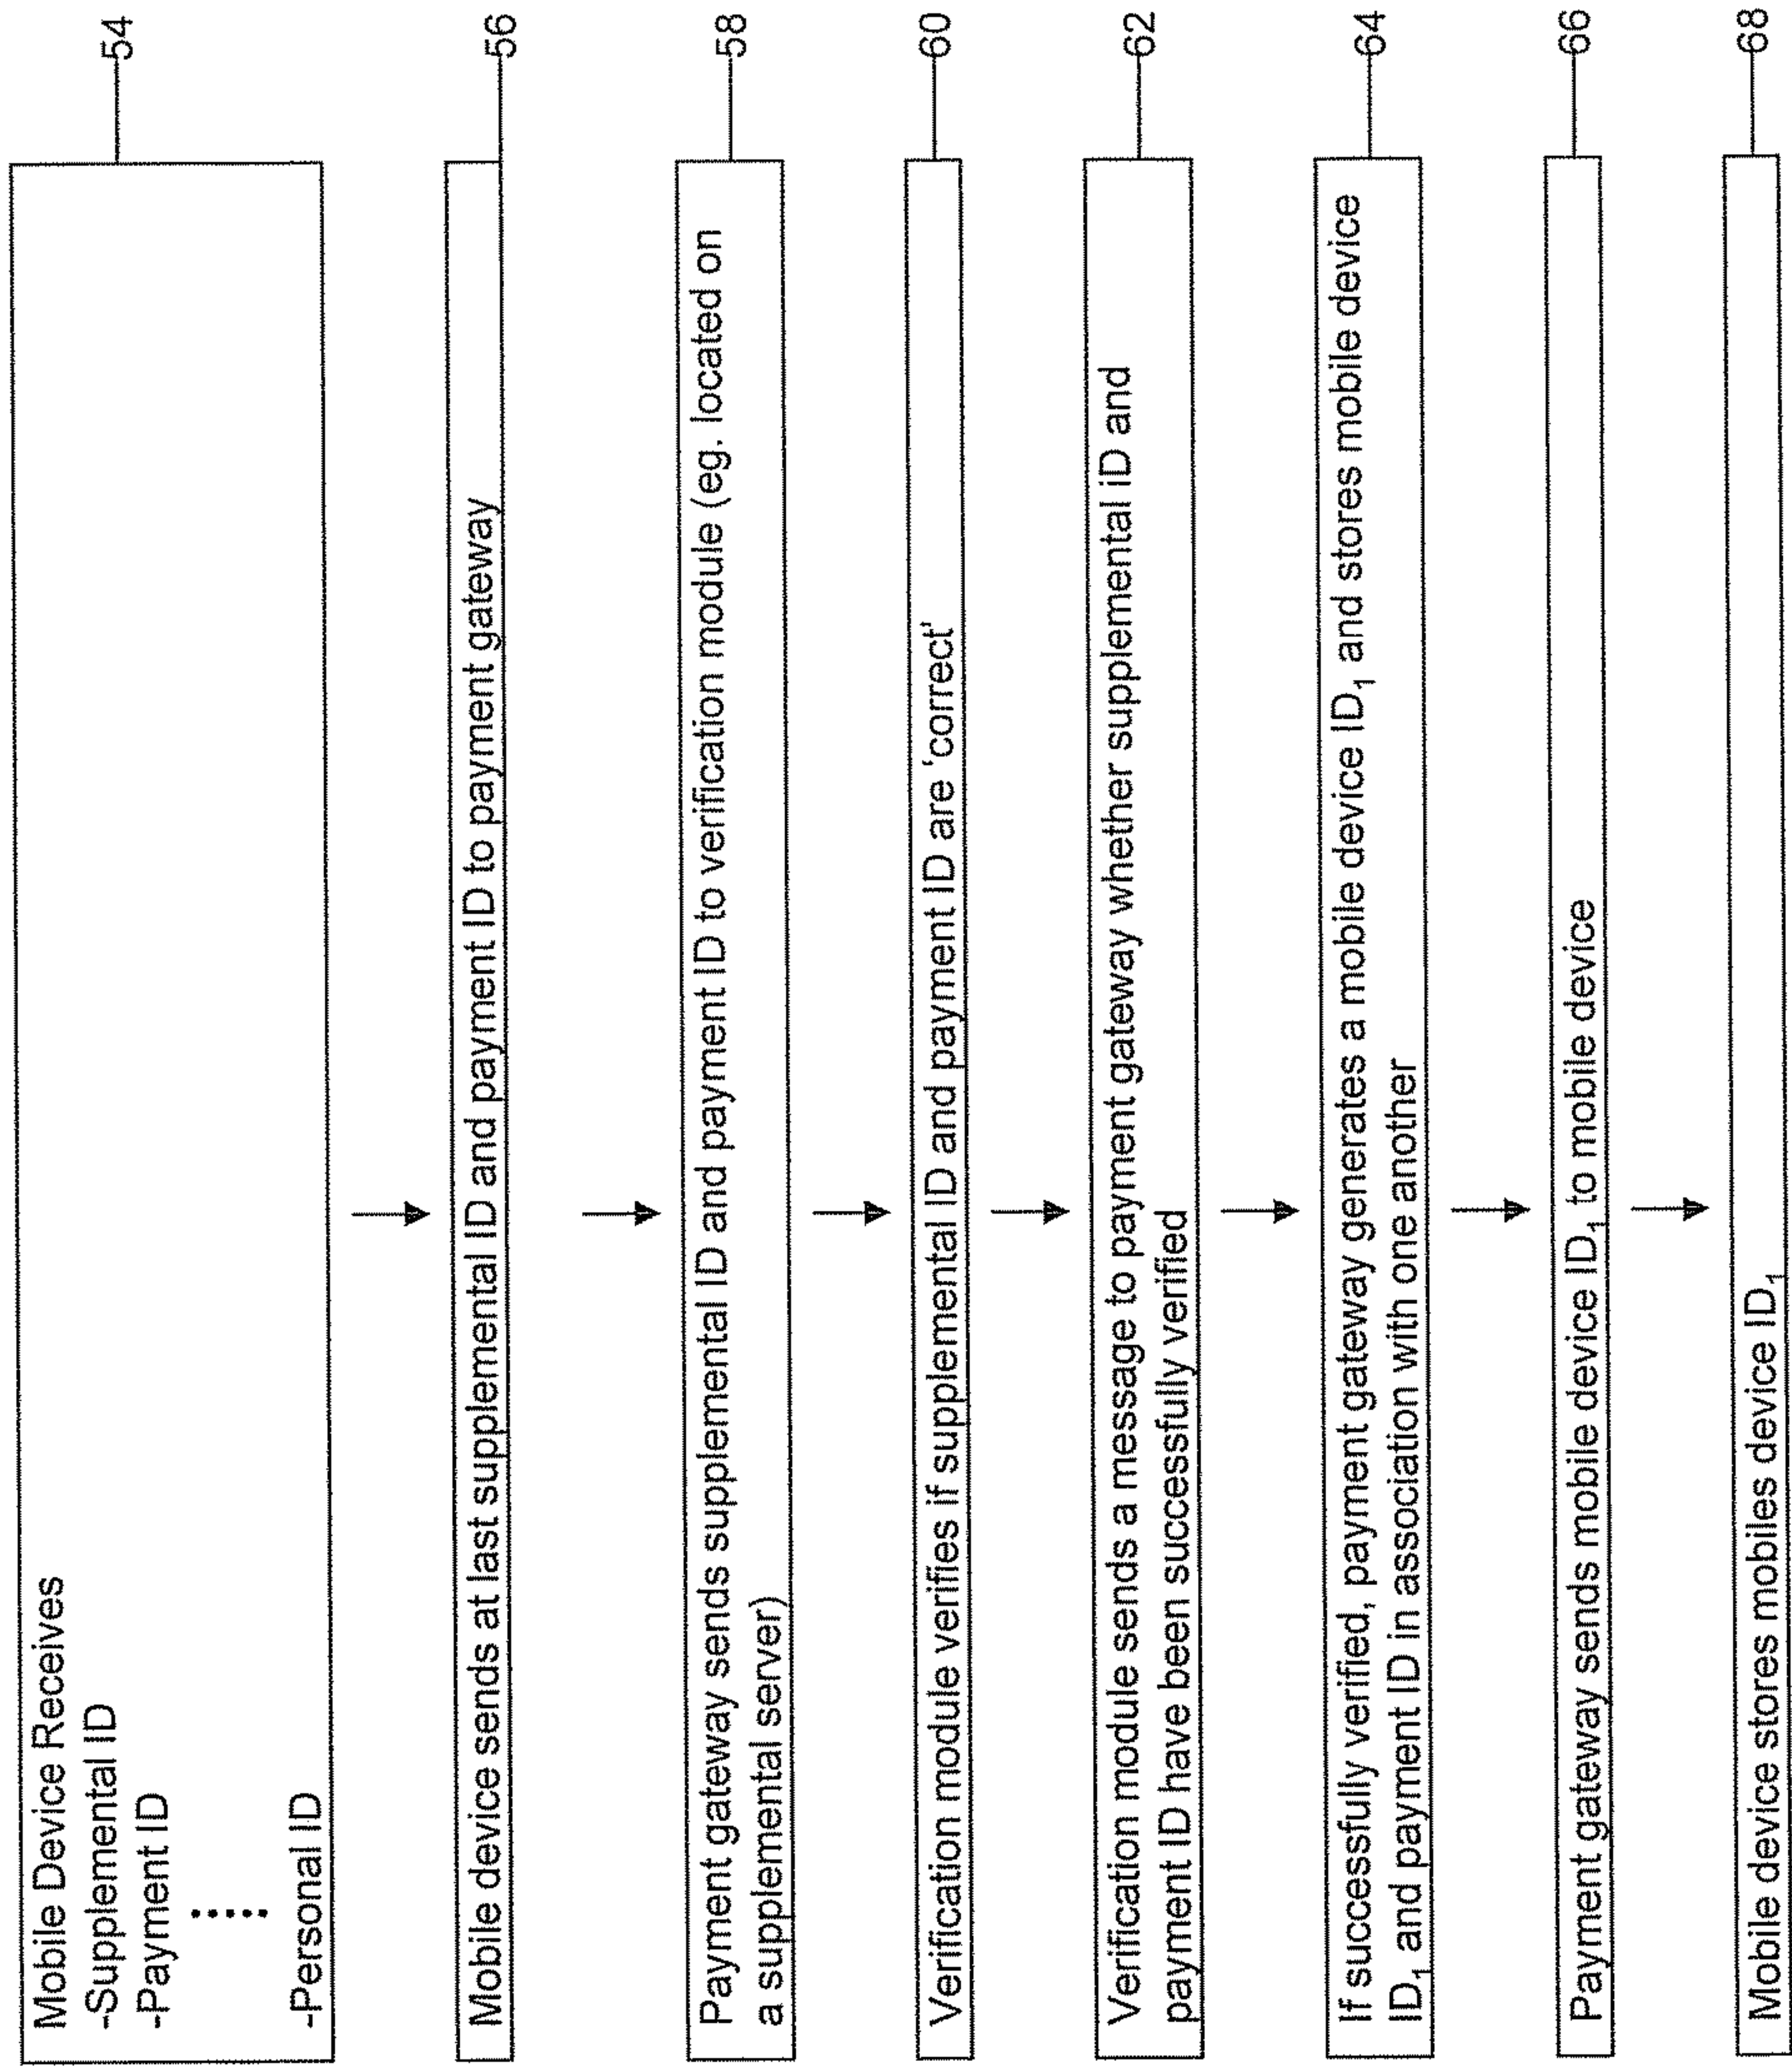 Mobile Device Receives
-Supplemental ID
-Payment ID
-Personal ID
54
Mobile device sends at last supplemental ID and payment ID to payment gateway
56
Payment gateway sends supplemental ID and payment ID to verification module (eg. located on
a supplemental server)
58
Verification module verifies if supplemental ID and payment ID are 'correct'
60
Verification module sends a message to payment gateway whether supplemental iD and
payment ID have been successfully verified
62
If successfully verified, payment gateway generates a mobile device ID₁ and stores mobile device
ID₁ and payment ID in association with one another
64
Payment gateway sends mobile device ID₁ to mobile device
66
Mobile device stores mobiles device ID₁
68